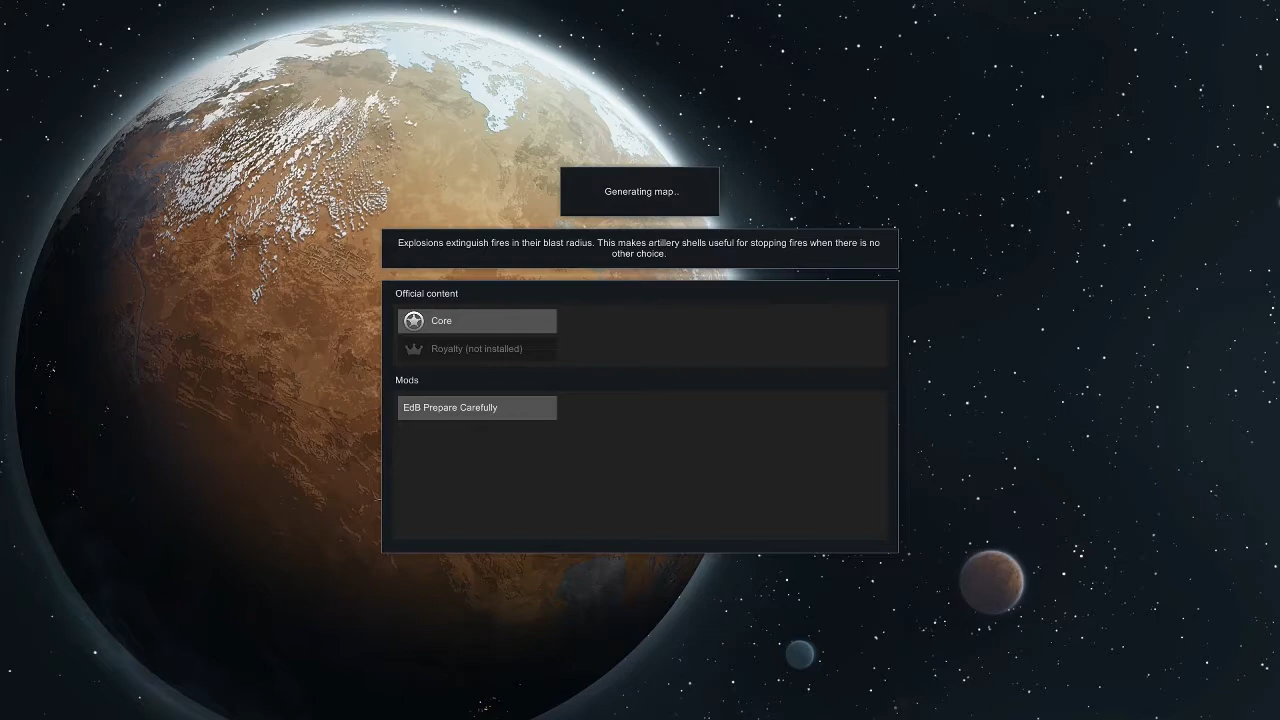 Generating map..
Explosions extinguish fires in their blast radius. This makes artillery shells useful for stopping fires when there is no
other choice.
Official content
Core
Royalty (not installed)
Mods
EdB Prepare Carefully